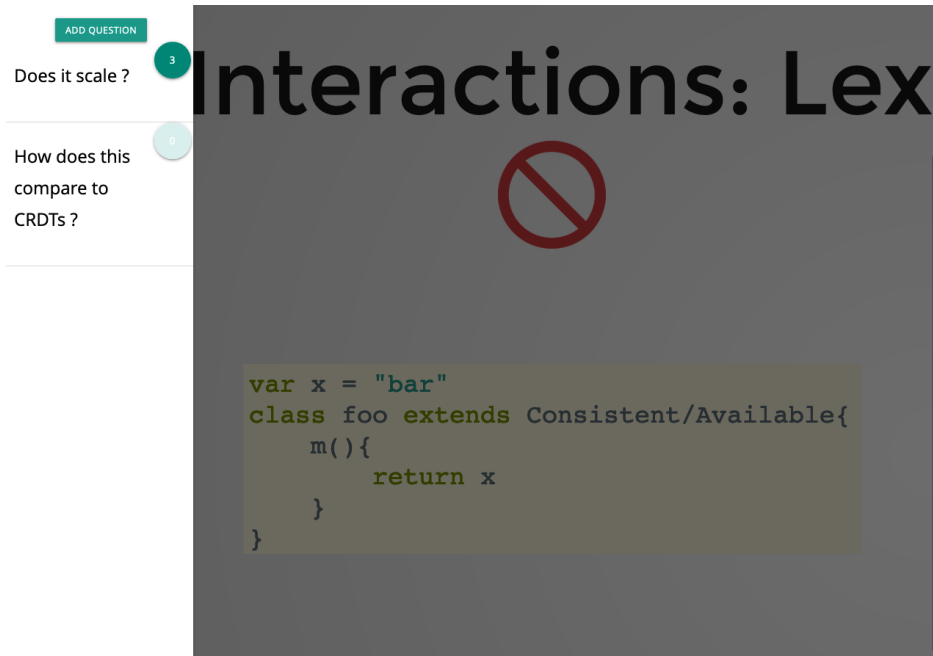 ADD QUESTION
3
Does it scale ?
0
How does this
compare to
CRDTs ?
Interactions: Lex
var x = "bar"
class foo extends Consistent/Available{
    m(){
        return x
    }
}